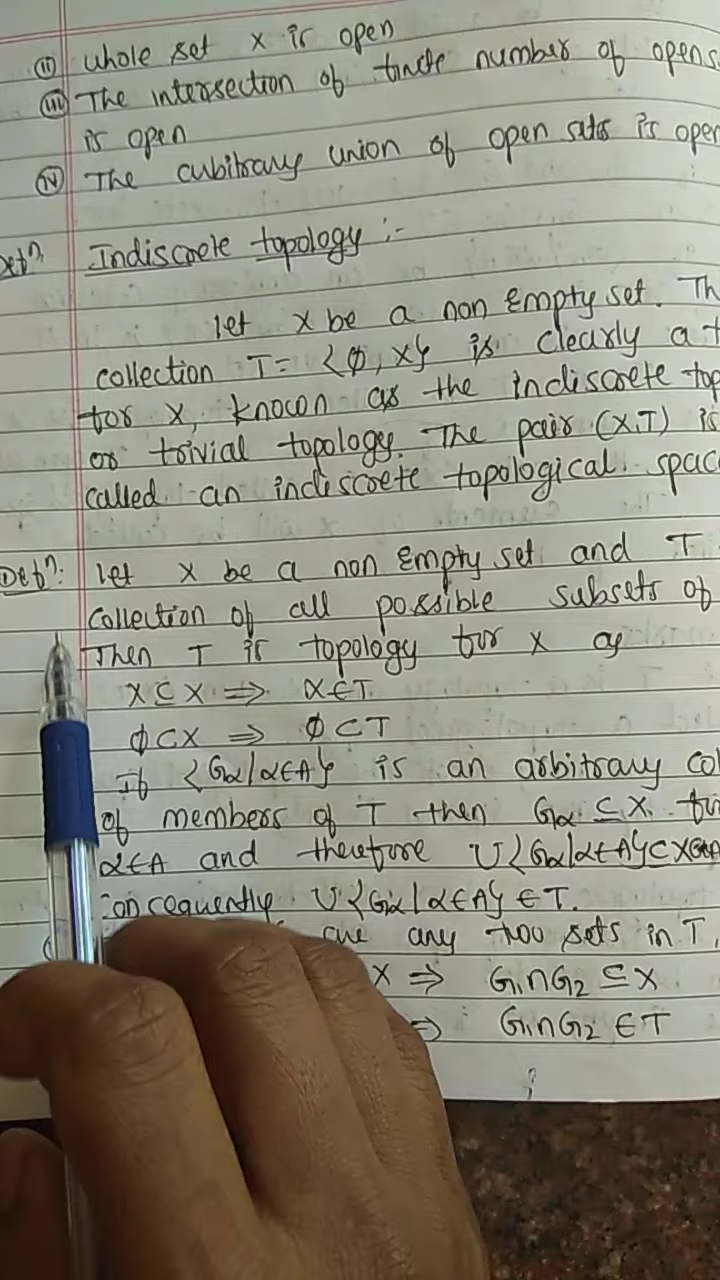 (ii) whole set X is open
(iii) The intersection of finite number of open s
is open
(iv) The arbitrary union of open sets is open
Defn. Indiscrete topology :-
let X be a non empty set. Th
collection T = {ϕ, X} is clearly a t
for X, known as the indiscrete top
or trivial topology. The pair (X,T) is
called an indiscrete topological spac
Defn: let X be a non empty set and T
collection of all possible subsets of
Then T is topology for X as
X ⊆ X ⇒ X ∈ T
ϕ ⊂ X ⇒ ϕ ⊂ T
If {Gα | α ∈ A} is an arbitrary col
of members of T then Gα ⊆ X for
α ∈ A and therefore U{Gα | α ∈ A} ⊆ X
consequently U{Gα | α ∈ A} ∈ T.
are any two sets in T.
X ⇒ G1 ∩ G2 ⊆ X
⇒ G1 ∩ G2 ∈ T